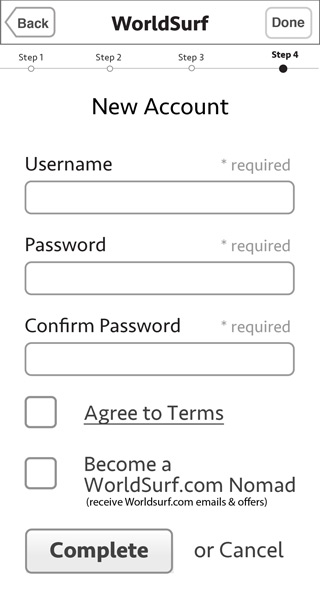 Back
WorldSurf
Done
Step 1
Step 2
Step 3
Step 4
New Account
Username
* required
Password
* required
Confirm Password
* required
Agree to Terms
Become a
WorldSurf.com Nomad
(receive Worldsurf.com emails & offers)
Complete
or Cancel